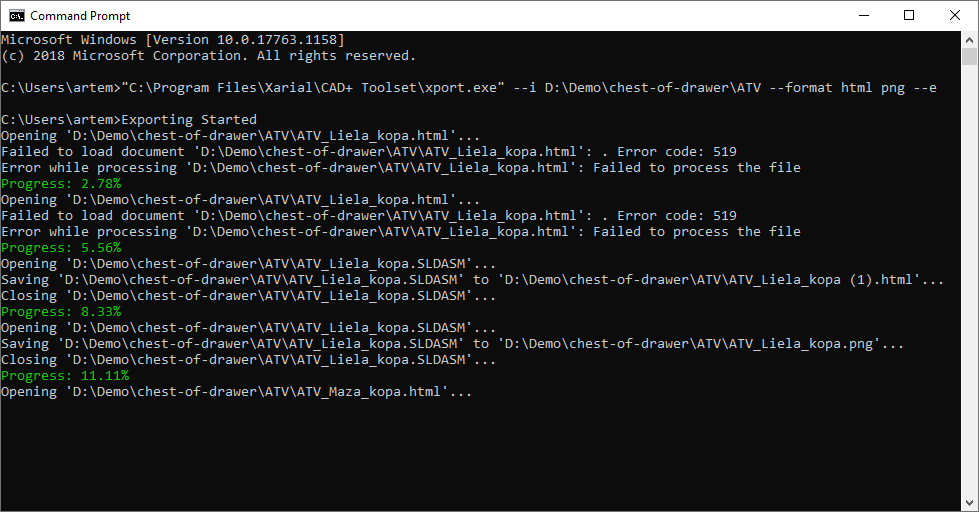 Command Prompt
Microsoft Windows [Version 10.0.17763.1158]
(c) 2018 Microsoft Corporation. All rights reserved.
C:\Users\artem>"C:\Program Files\Xarial\CAD+ Toolset\xport.exe" --i D:\Demo\chest-of-drawer\ATV --format html png --e
C:\Users\artem>Exporting Started
Opening 'D:\Demo\chest-of-drawer\ATV\ATV_Liela_kopa.html'...
Failed to load document 'D:\Demo\chest-of-drawer\ATV\ATV_Liela_kopa.html': . Error code: 519
Error while processing 'D:\Demo\chest-of-drawer\ATV\ATV_Liela_kopa.html': Failed to process the file
Progress: 2.78%
Opening 'D:\Demo\chest-of-drawer\ATV\ATV_Liela_kopa.html'...
Failed to load document 'D:\Demo\chest-of-drawer\ATV\ATV_Liela_kopa.html': . Error code: 519
Error while processing 'D:\Demo\chest-of-drawer\ATV\ATV_Liela_kopa.html': Failed to process the file
Progress: 5.56%
Opening 'D:\Demo\chest-of-drawer\ATV\ATV_Liela_kopa.SLDASM'...
Saving 'D:\Demo\chest-of-drawer\ATV\ATV_Liela_kopa.SLDASM' to 'D:\Demo\chest-of-drawer\ATV\ATV_Liela_kopa (1).html'...
Closing 'D:\Demo\chest-of-drawer\ATV\ATV_Liela_kopa.SLDASM'...
Progress: 8.33%
Opening 'D:\Demo\chest-of-drawer\ATV\ATV_Liela_kopa.SLDASM'...
Saving 'D:\Demo\chest-of-drawer\ATV\ATV_Liela_kopa.SLDASM' to 'D:\Demo\chest-of-drawer\ATV\ATV_Liela_kopa.png'...
Closing 'D:\Demo\chest-of-drawer\ATV\ATV_Liela_kopa.SLDASM'...
Progress: 11.11%
Opening 'D:\Demo\chest-of-drawer\ATV\ATV_Maza_kopa.html'...